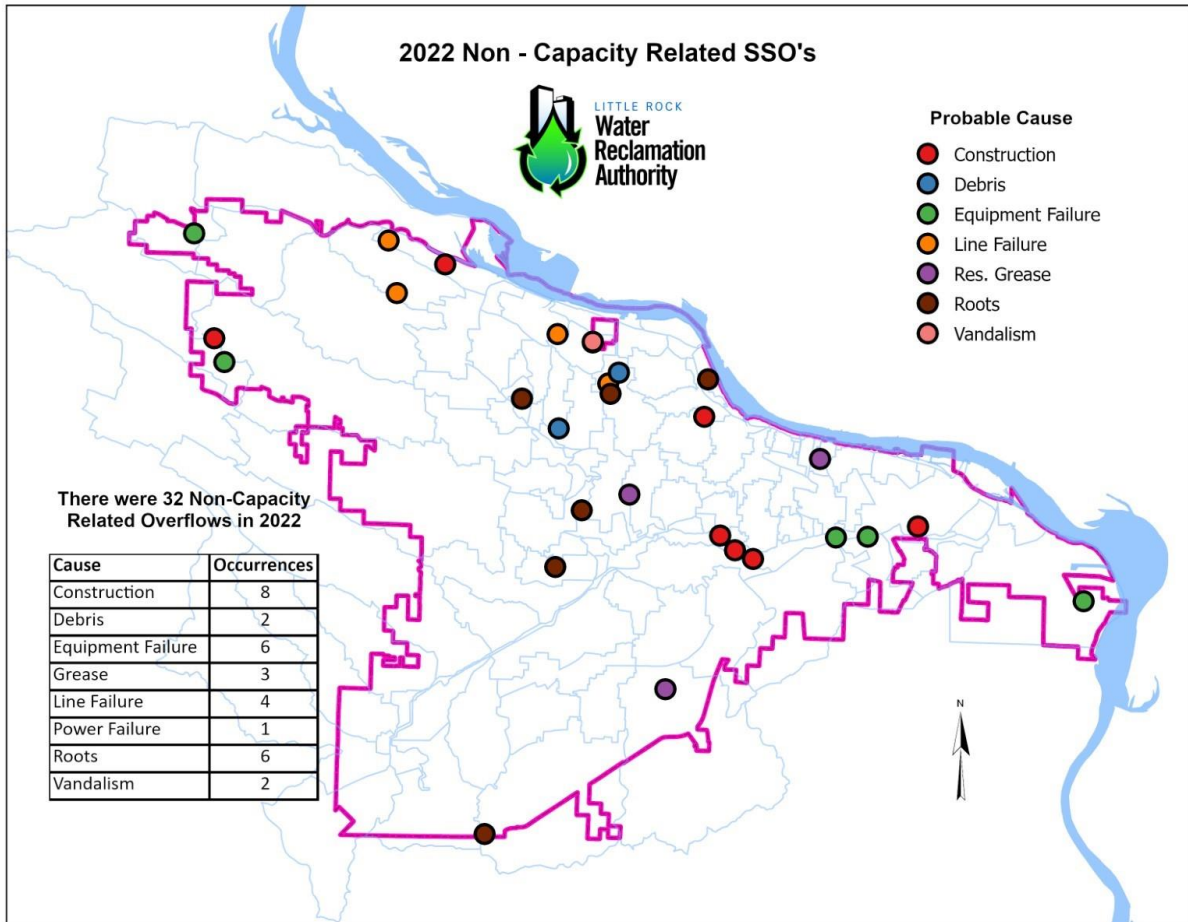 2022 Non - Capacity Related SSO's
LITTLE ROCK
Water
Reclamation
Authority
Probable Cause
Construction
Debris
Equipment Failure
Line Failure
Res. Grease
Roots
Vandalism
There were 32 Non-Capacity
Related Overflows in 2022
Cause Occurrences
Construction 8
Debris 2
Equipment Failure 6
Grease 3
Line Failure 4
Power Failure 1
Roots 6
Vandalism 2
N